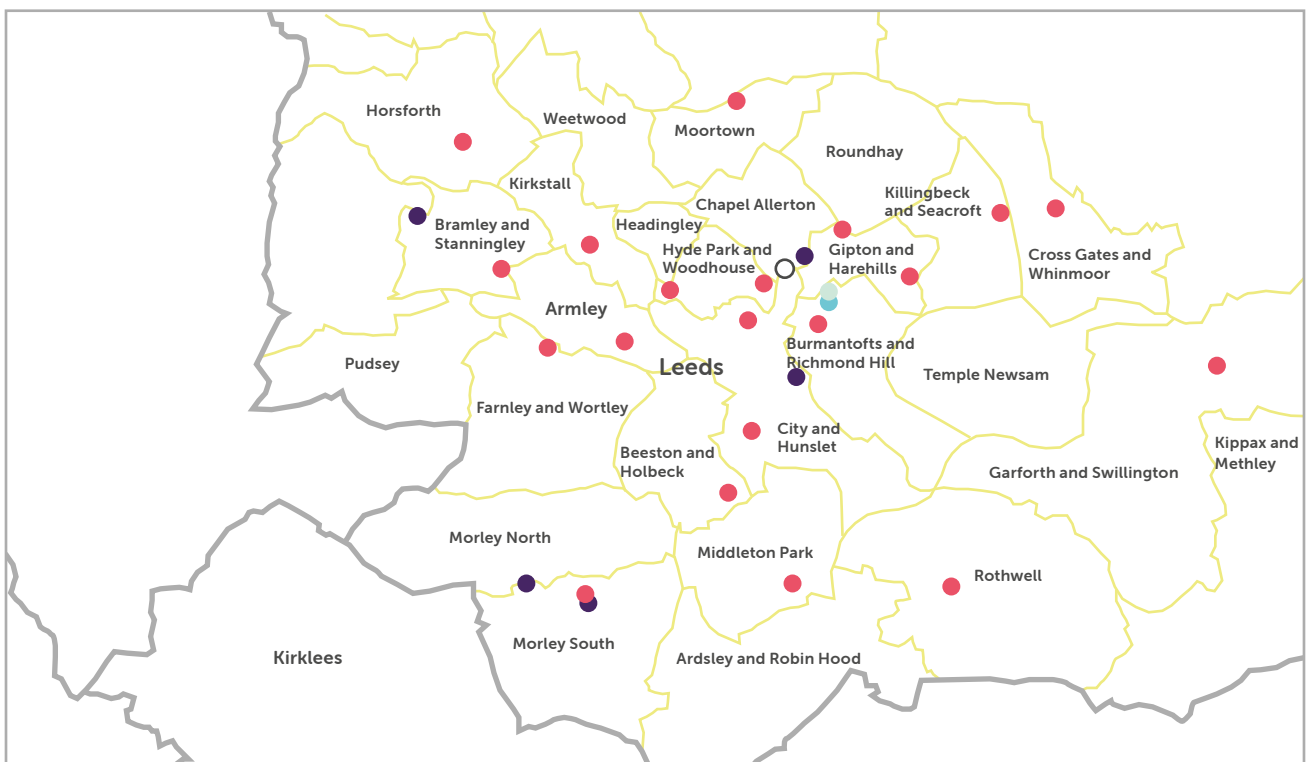 Horsforth
Weetwood
Moortown
Roundhay
Kirkstall
Killingbeck
and Seacroft
Chapel Allerton
Bramley and
Stanningley
Headingley
Hyde Park and
Woodhouse
Gipton and
Harehills
Cross Gates and
Whinmoor
Armley
Burmantofts and
Richmond Hill
Pudsey
Leeds
Temple Newsam
Farnley and Wortley
City and
Hunslet
Beeston and
Holbeck
Garforth and Swillington
Kippax and
Methley
Morley North
Middleton Park
Rothwell
Morley South
Kirklees
Ardsley and Robin Hood